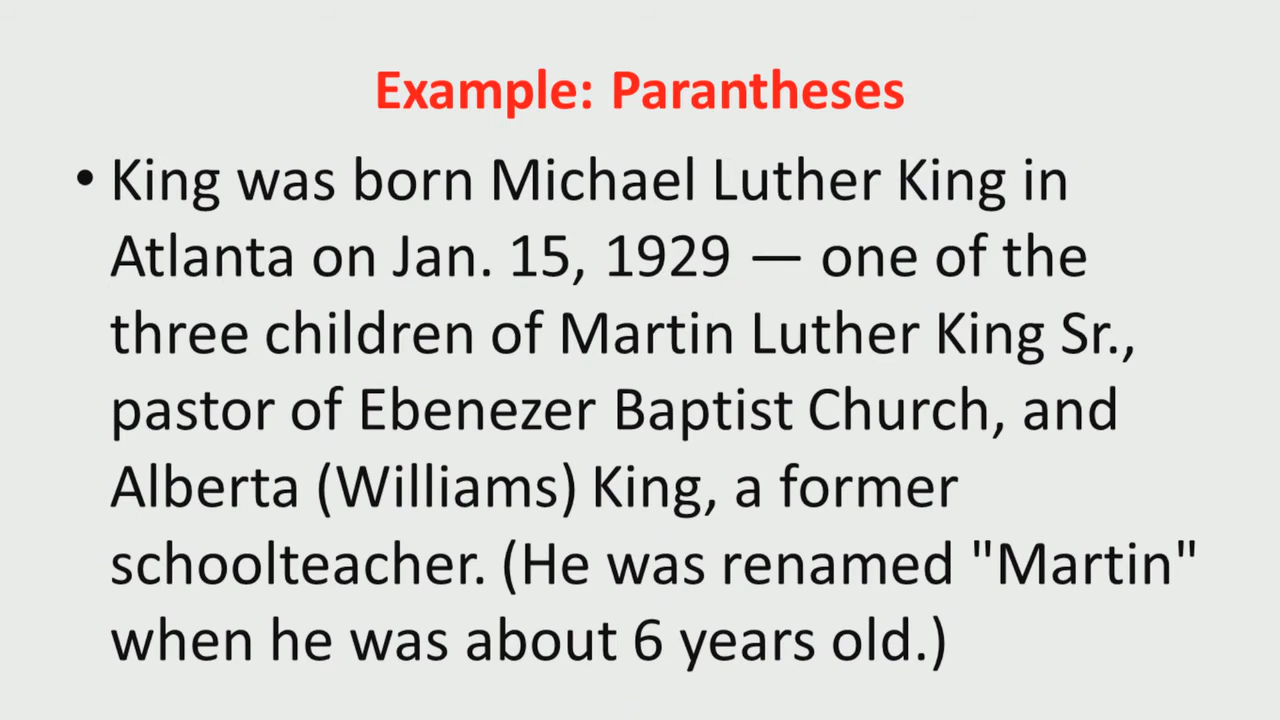 Example: Parantheses
• King was born Michael Luther King in
Atlanta on Jan. 15, 1929 — one of the
three children of Martin Luther King Sr.,
pastor of Ebenezer Baptist Church, and
Alberta (Williams) King, a former
schoolteacher. (He was renamed "Martin"
when he was about 6 years old.)